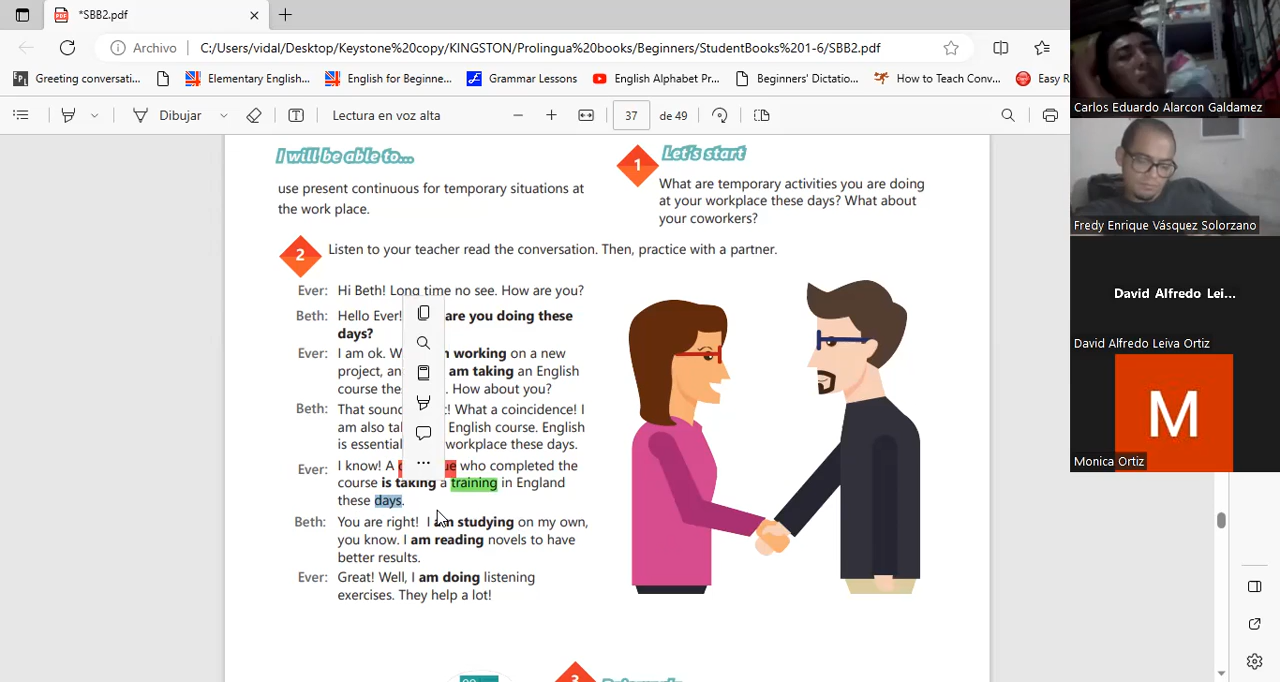 *SBB2.pdf
Archivo
C:/Users/vidal/Desktop/Keystone%20copy/KINGSTON/Prolingua%20books/Beginners/StudentBooks%201-6/SBB2.pdf
Greeting conversati...
Elementary English...
English for Beginne...
Grammar Lessons
English Alphabet Pr...
Beginners' Dictatio...
How to Teach Conv...
Easy R
Dibujar
Lectura en voz alta
37
de 49
I will be able to...
use present continuous for temporary situations at
the work place.
1
Let's start
What are temporary activities you are doing
at your workplace these days? What about
your coworkers?
2
Listen to your teacher read the conversation. Then, practice with a partner.
Ever: Hi Beth! Long time no see. How are you?
Beth: Hello Ever! are you doing these
days?
Ever: I am ok. W working on a new
project, an am taking an English
course the . How about you?
Beth: That soun ! What a coincidence! I
am also ta English course. English
is essential workplace these days.
Ever: I know! A who completed the
course is taking a training in England
these days.
Beth: You are right! I am studying on my own,
you know. I am reading novels to have
better results.
Ever: Great! Well, I am doing listening
exercises. They help a lot!
3
Carlos Eduardo Alarcon Galdamez
Fredy Enrique Vásquez Solorzano
David Alfredo Lei...
David Alfredo Leiva Ortiz
M
Monica Ortiz